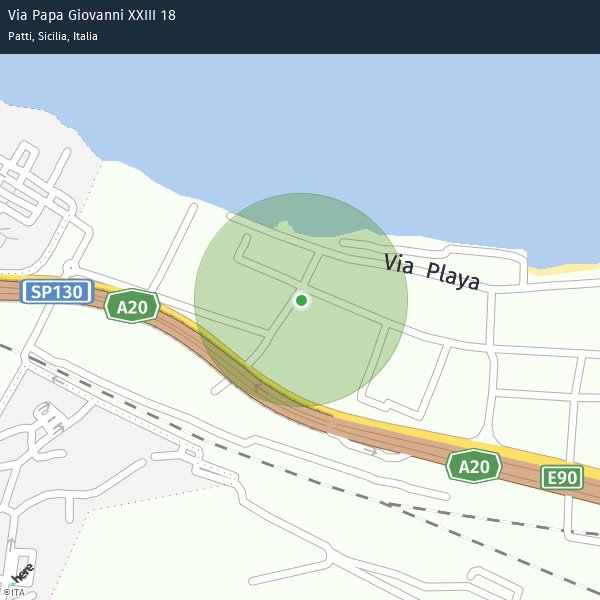 Via Papa Giovanni XXIII 18
Patti, Sicilia, Italia
Via Playa
SP130
A20
A20
E90
here
©ITA